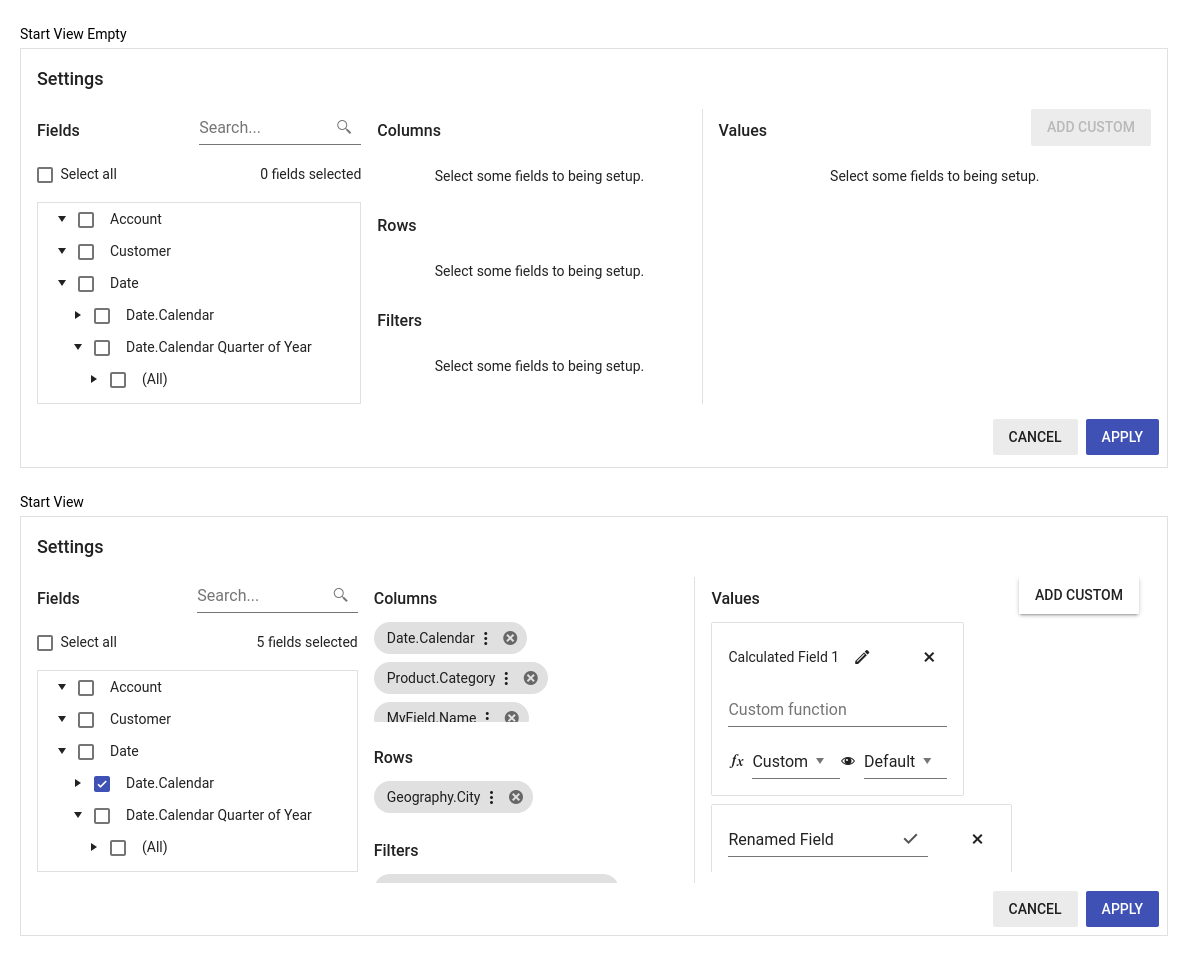 Start View Empty
Settings
Fields
Search...
Select all
0 fields selected
Account
Customer
Date
Date.Calendar
Date.Calendar Quarter of Year
(All)
Columns
Select some fields to being setup.
Rows
Select some fields to being setup.
Filters
Select some fields to being setup.
Values
ADD CUSTOM
Select some fields to being setup.
CANCEL
APPLY
Start View
Settings
Fields
Search...
Select all
5 fields selected
Account
Customer
Date
Date.Calendar
Date.Calendar Quarter of Year
(All)
Columns
Date.Calendar
Product.Category
MyField.Name
Rows
Geography.City
Filters
Values
ADD CUSTOM
Calculated Field 1
Custom function
fx Custom Default
Renamed Field
CANCEL
APPLY